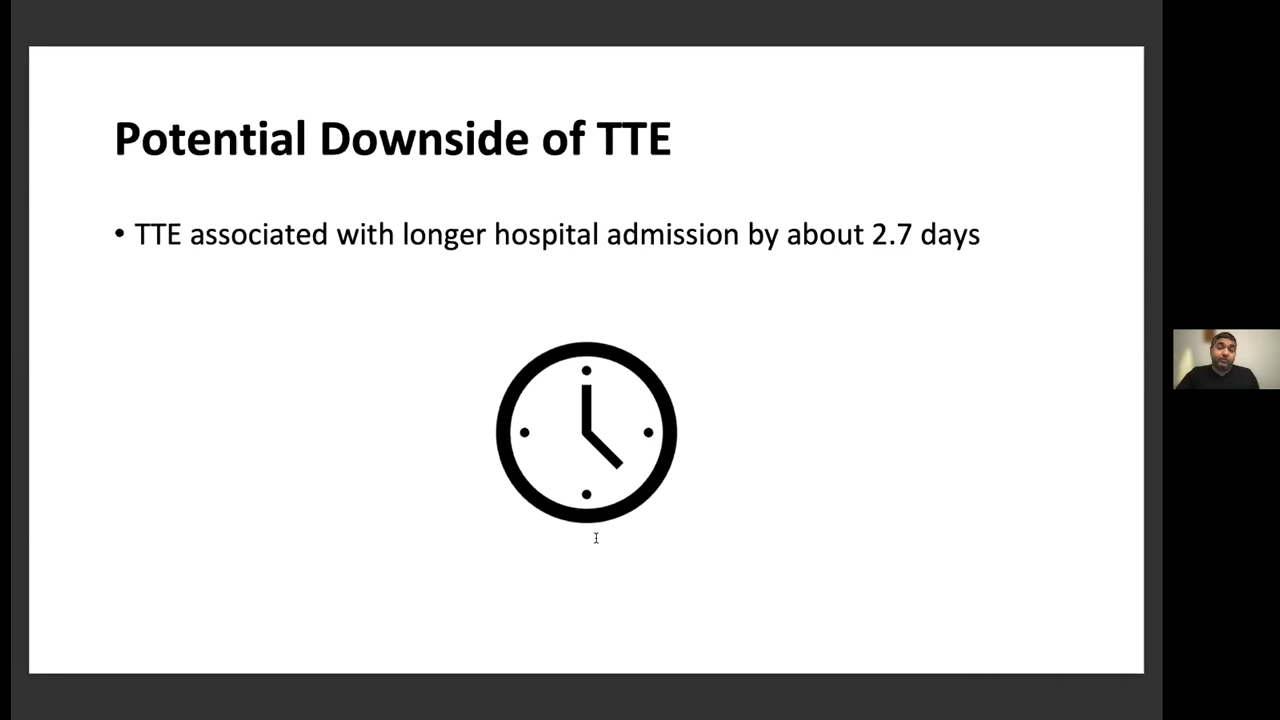 Potential Downside of TTE
• TTE associated with longer hospital admission by about 2.7 days